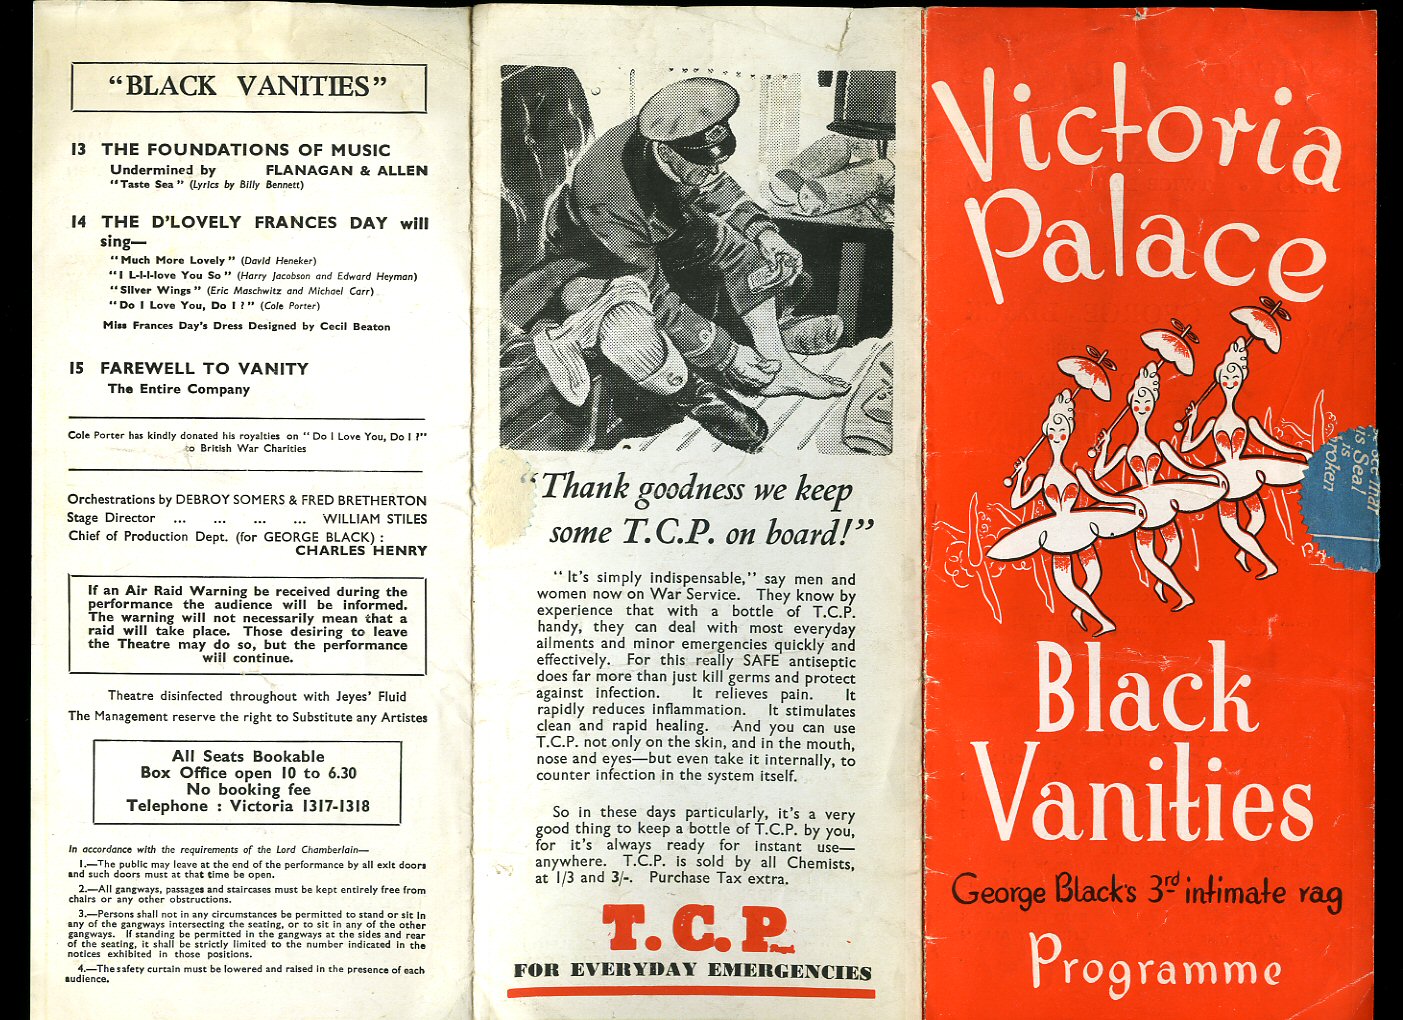 "BLACK VANITIES"
13 THE FOUNDATIONS OF MUSIC
Undermined by FLANAGAN & ALLEN
"Taste Sea" (Lyrics by Billy Bennett)
14 THE D'LOVELY FRANCES DAY will
sing—
"Much More Lovely" (David Heneker)
"I L-l-l-love You So" (Harry Jacobson and Edward Heyman)
"Silver Wings" (Eric Maschwitz and Michael Carr)
"Do I Love You, Do I ?" (Cole Porter)
Miss Frances Day's Dress Designed by Cecil Beaton
15 FAREWELL TO VANITY
The Entire Company
Cole Porter has kindly donated his royalties on "Do I Love You, Do I ?"
to British War Charities
Orchestrations by DEBROY SOMERS & FRED BRETHERTON
Stage Director ... ... ... ... WILLIAM STILES
Chief of Production Dept. (for GEORGE BLACK) :
CHARLES HENRY
If an Air Raid Warning be received during the
performance the audience will be informed.
The warning will not necessarily mean that a
raid will take place. Those desiring to leave
the Theatre may do so, but the performance
will continue.
Theatre disinfected throughout with Jeyes' Fluid
The Management reserve the right to Substitute any Artistes
All Seats Bookable
Box Office open 10 to 6.30
No booking fee
Telephone : Victoria 1317-1318
In accordance with the requirements of the Lord Chamberlain—
1.—The public may leave at the end of the performance by all exit doors
and such doors must at that time be open.
2.—All gangways, passages and staircases must be kept entirely free from
chairs or any other obstructions.
3.—Persons shall not in any circumstances be permitted to stand or sit in
any of the gangways intersecting the seating, or to sit in any of the other
gangways. If standing be permitted in the gangways at the sides and rear
of the seating, it shall be strictly limited to the number indicated in the
notices exhibited in those positions.
4.—The safety curtain must be lowered and raised in the presence of each
audience.
"Thank goodness we keep
some T.C.P. on board!"
"It's simply indispensable," say men and
women now on War Service. They know by
experience that with a bottle of T.C.P.
handy, they can deal with most everyday
ailments and minor emergencies quickly and
effectively. For this really SAFE antiseptic
does far more than just kill germs and protect
against infection. It relieves pain. It
rapidly reduces inflammation. It stimulates
clean and rapid healing. And you can use
T.C.P. not only on the skin, and in the mouth,
nose and eyes—but even take it internally, to
counter infection in the system itself.
So in these days particularly, it's a very
good thing to keep a bottle of T.C.P. by you,
for it's always ready for instant use—
anywhere. T.C.P. is sold by all Chemists,
at 1/3 and 3/-. Purchase Tax extra.
T.C.P.
FOR EVERYDAY EMERGENCIES
Victoria
Palace
is Seal
is
roken
Black
Vanities
George Black's 3rd intimate rag
Programme